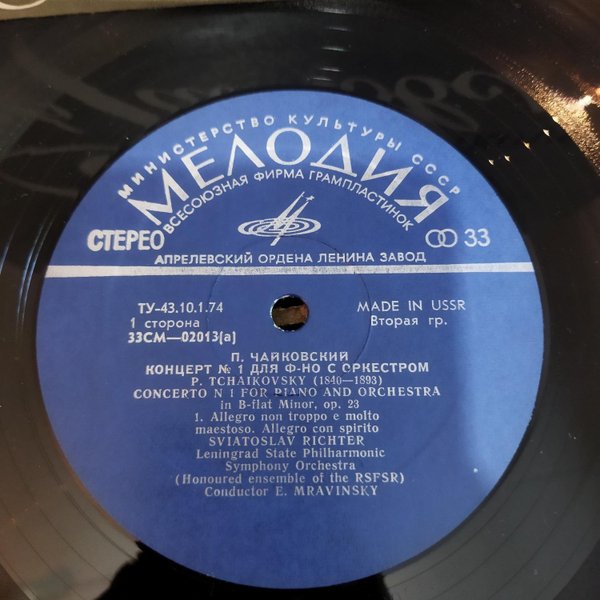 МИНИСТЕРСТВО КУЛЬТУРЫ СССР
МЕЛОДИЯ
ВСЕСОЮЗНАЯ ФИРМА ГРАМПЛАСТИНОК
СТЕРЕО
33
АПРЕЛЕВСКИЙ ОРДЕНА ЛЕНИНА ЗАВОД
ТУ-43.10.1.74
MADE IN USSR
1 сторона
Вторая гр.
33СМ—02013(а)
П. ЧАЙКОВСКИЙ
КОНЦЕРТ № 1 ДЛЯ Ф-НО С ОРКЕСТРОМ
P. TCHAIKOVSKY (1840—1893)
CONCERTO N 1 FOR PIANO AND ORCHESTRA
in B-flat Minor, op. 23
1. Allegro non troppo e molto
maestoso. Allegro con spirito
SVIATOSLAV RICHTER
Leningrad State Philharmonic
Symphony Orchestra
(Honoured ensemble of the RSFSR)
Conductor E. MRAVINSKY